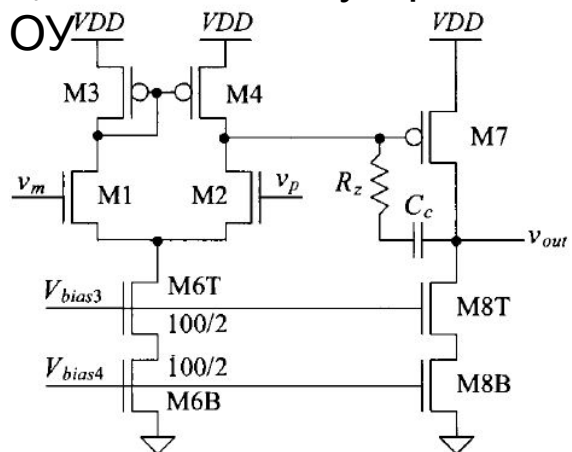 ОУ
VDD VDD VDD
M3 M4
M7
v_m M1 M2 v_p R_z C_c
v_out
V_bias3 M6T M8T
100/2
V_bias4 100/2 M8B
M6B